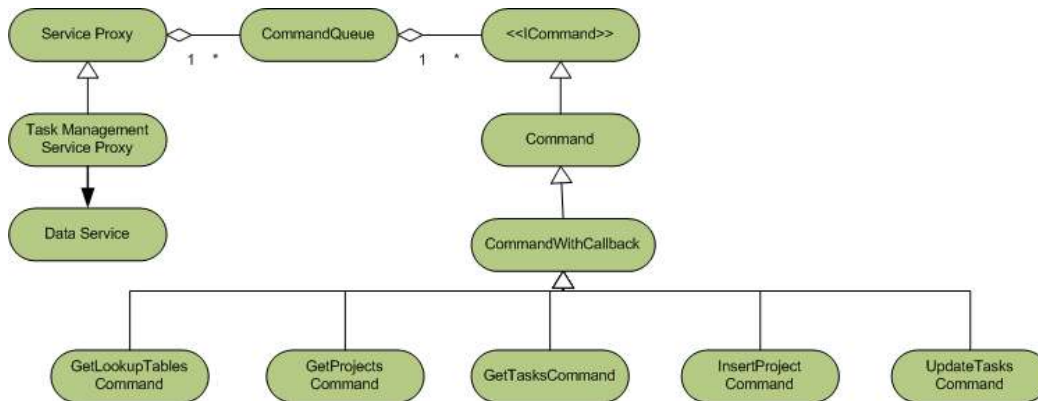 Service Proxy
CommandQueue
<<ICommand>>
1 *
1 *
Task Management
Service Proxy
Command
Data Service
CommandWithCallback
GetLookupTables
Command
GetProjects
Command
GetTasksCommand
InsertProject
Command
UpdateTasks
Command